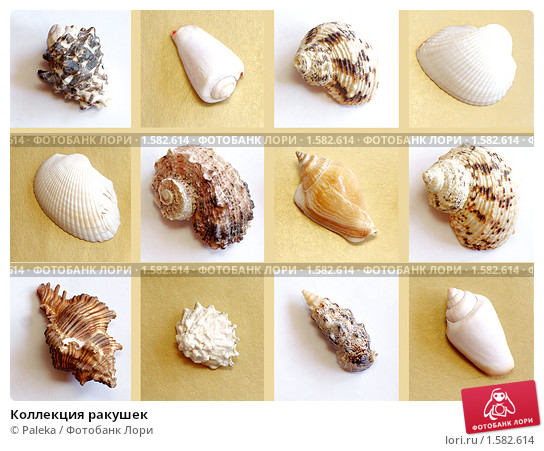 614 · ФОТОБАНК ЛОРИ · 1.582.614 · ФОТОБАНК ЛОРИ · 1.582.614 · ФОТОБАНК ЛОРИ · 1.582.614 · Ф
614 · ФОТОБАНК ЛОРИ · 1.582.614 · ФОТОБАНК ЛОРИ · 1.582.614 · ФОТОБАНК ЛОРИ · 1.582.614 · Ф
Коллекция ракушек
© Paleka / Фотобанк Лори
ФОТОБАНК ЛОРИ
lori.ru / 1.582.614